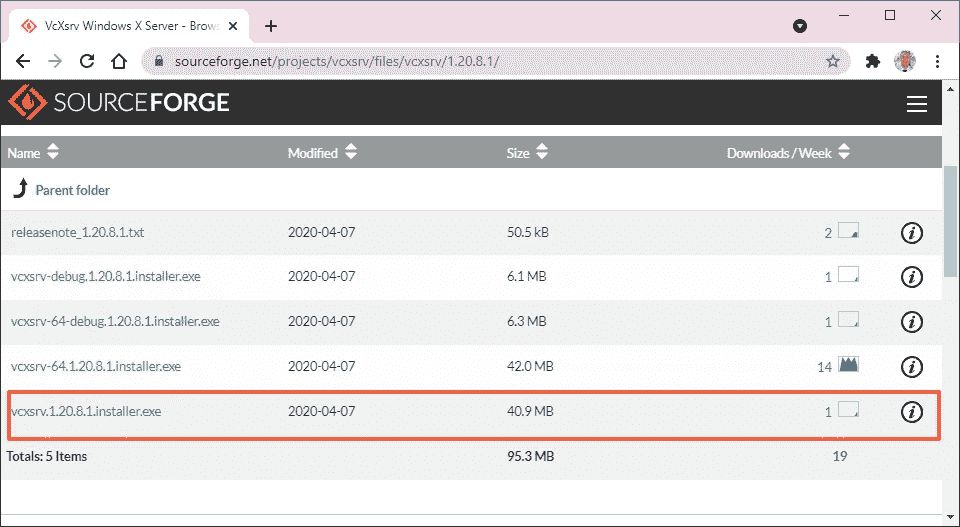 VcXsrv Windows X Server - Brows
sourceforge.net/projects/vcxsrv/files/vcxsrv/1.20.8.1/
SOURCEFORGE
Name Modified Size Downloads / Week
Parent folder
releasenote_1.20.8.1.txt 2020-04-07 50.5 kB 2
vcxsrv-debug.1.20.8.1.installer.exe 2020-04-07 6.1 MB 1
vcxsrv-64-debug.1.20.8.1.installer.exe 2020-04-07 6.3 MB 1
vcxsrv-64.1.20.8.1.installer.exe 2020-04-07 42.0 MB 14
vcxsrv.1.20.8.1.installer.exe 2020-04-07 40.9 MB 1
Totals: 5 Items 95.3 MB 19